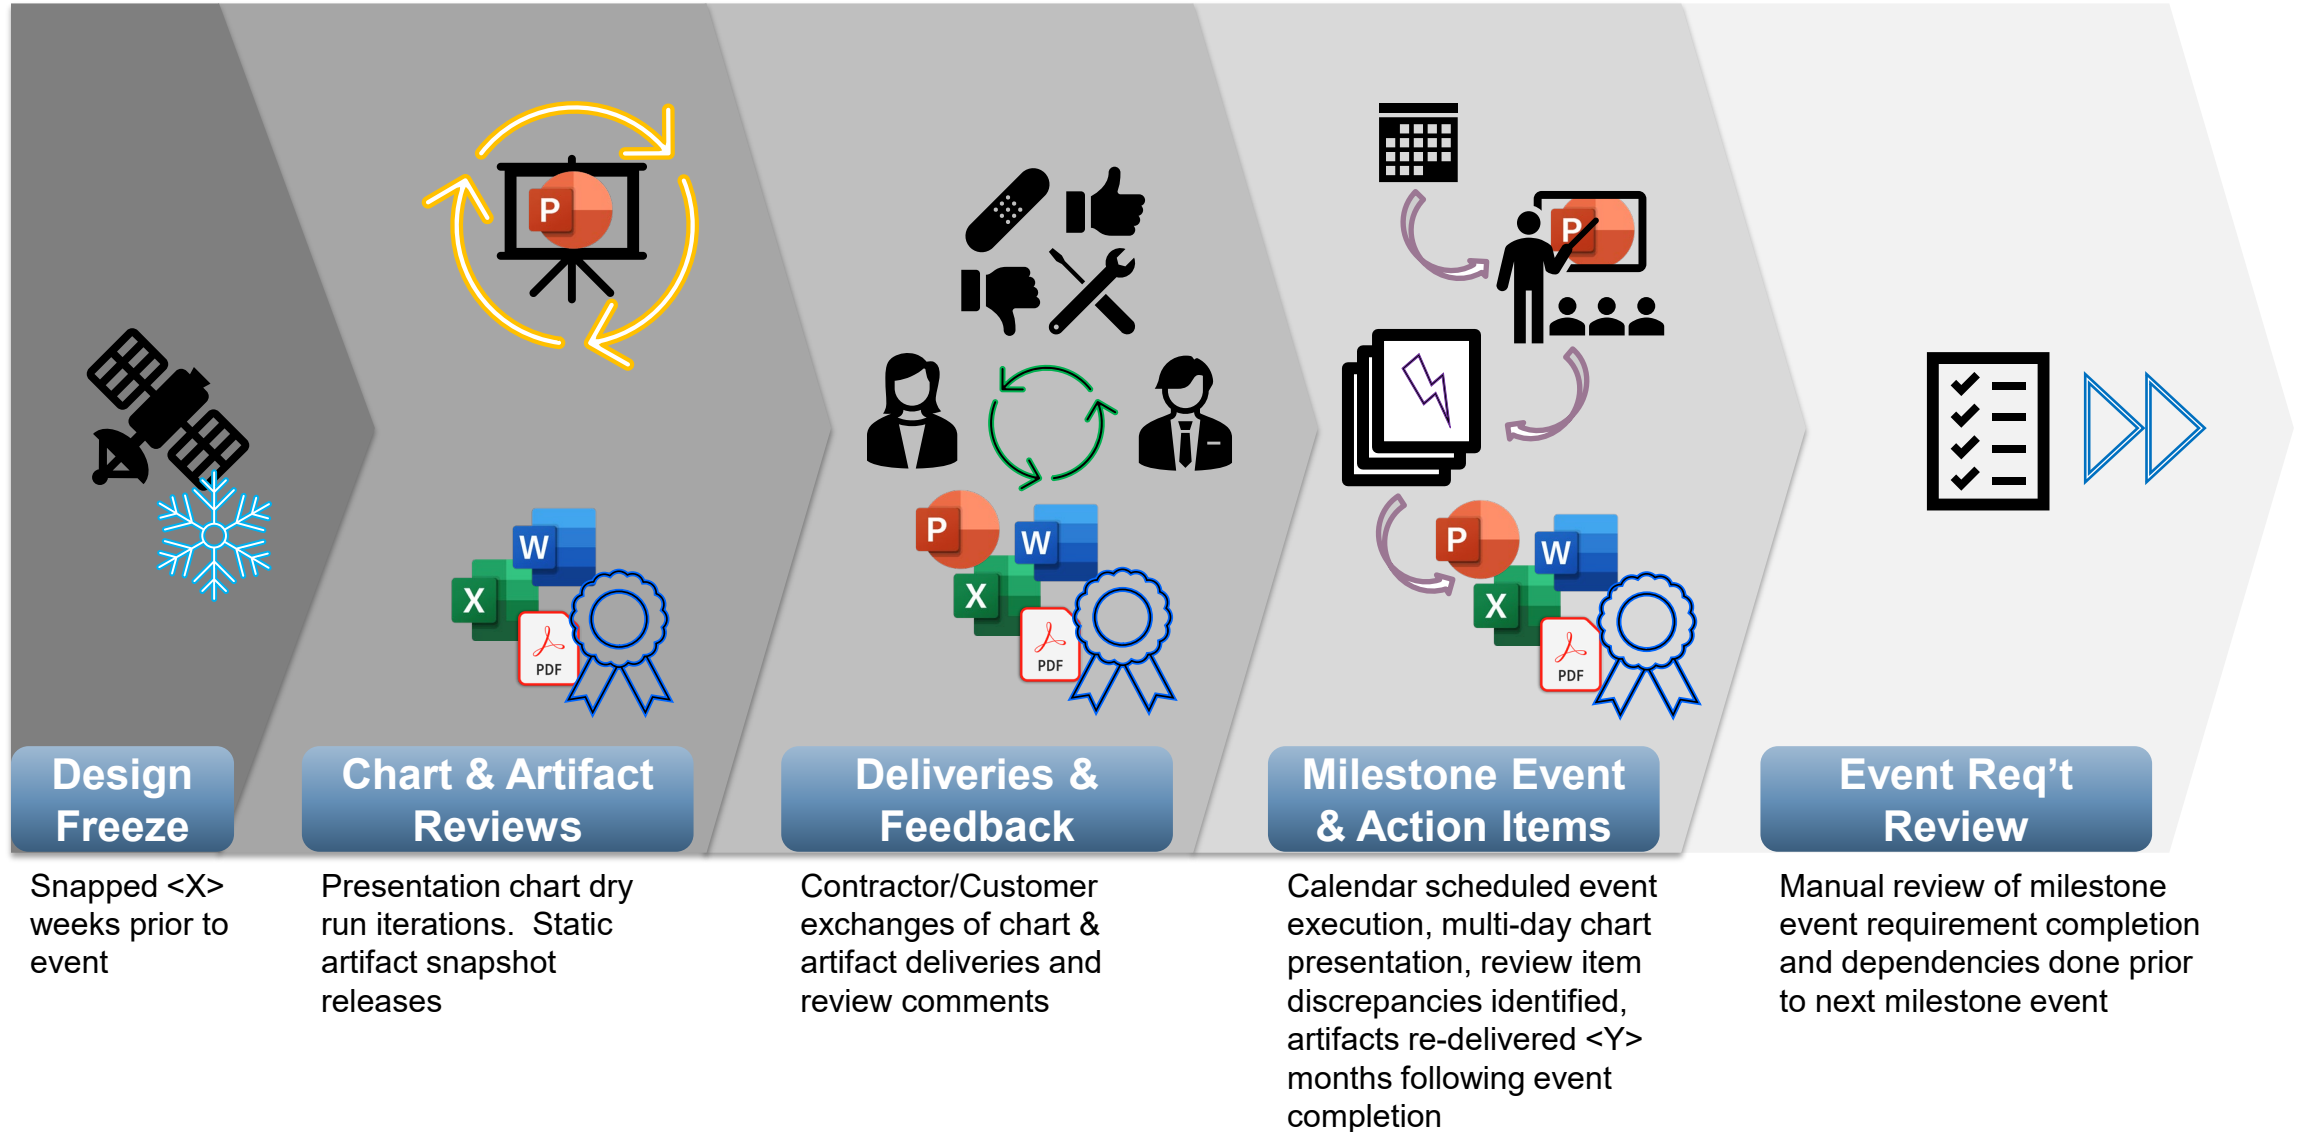 P
W
X
PDF
P
W
X
PDF
P
P
W
X
PDF
Design
Freeze
Chart & Artifact
Reviews
Deliveries &
Feedback
Milestone Event
& Action Items
Event Req’t
Review
Snapped <X>
weeks prior to
event
Presentation chart dry
run iterations.  Static
artifact snapshot
releases
Contractor/Customer
exchanges of chart &
artifact deliveries and
review comments
Calendar scheduled event
execution, multi-day chart
presentation, review item
discrepancies identified,
artifacts re-delivered <Y>
months following event
completion
Manual review of milestone
event requirement completion
and dependencies done prior
to next milestone event